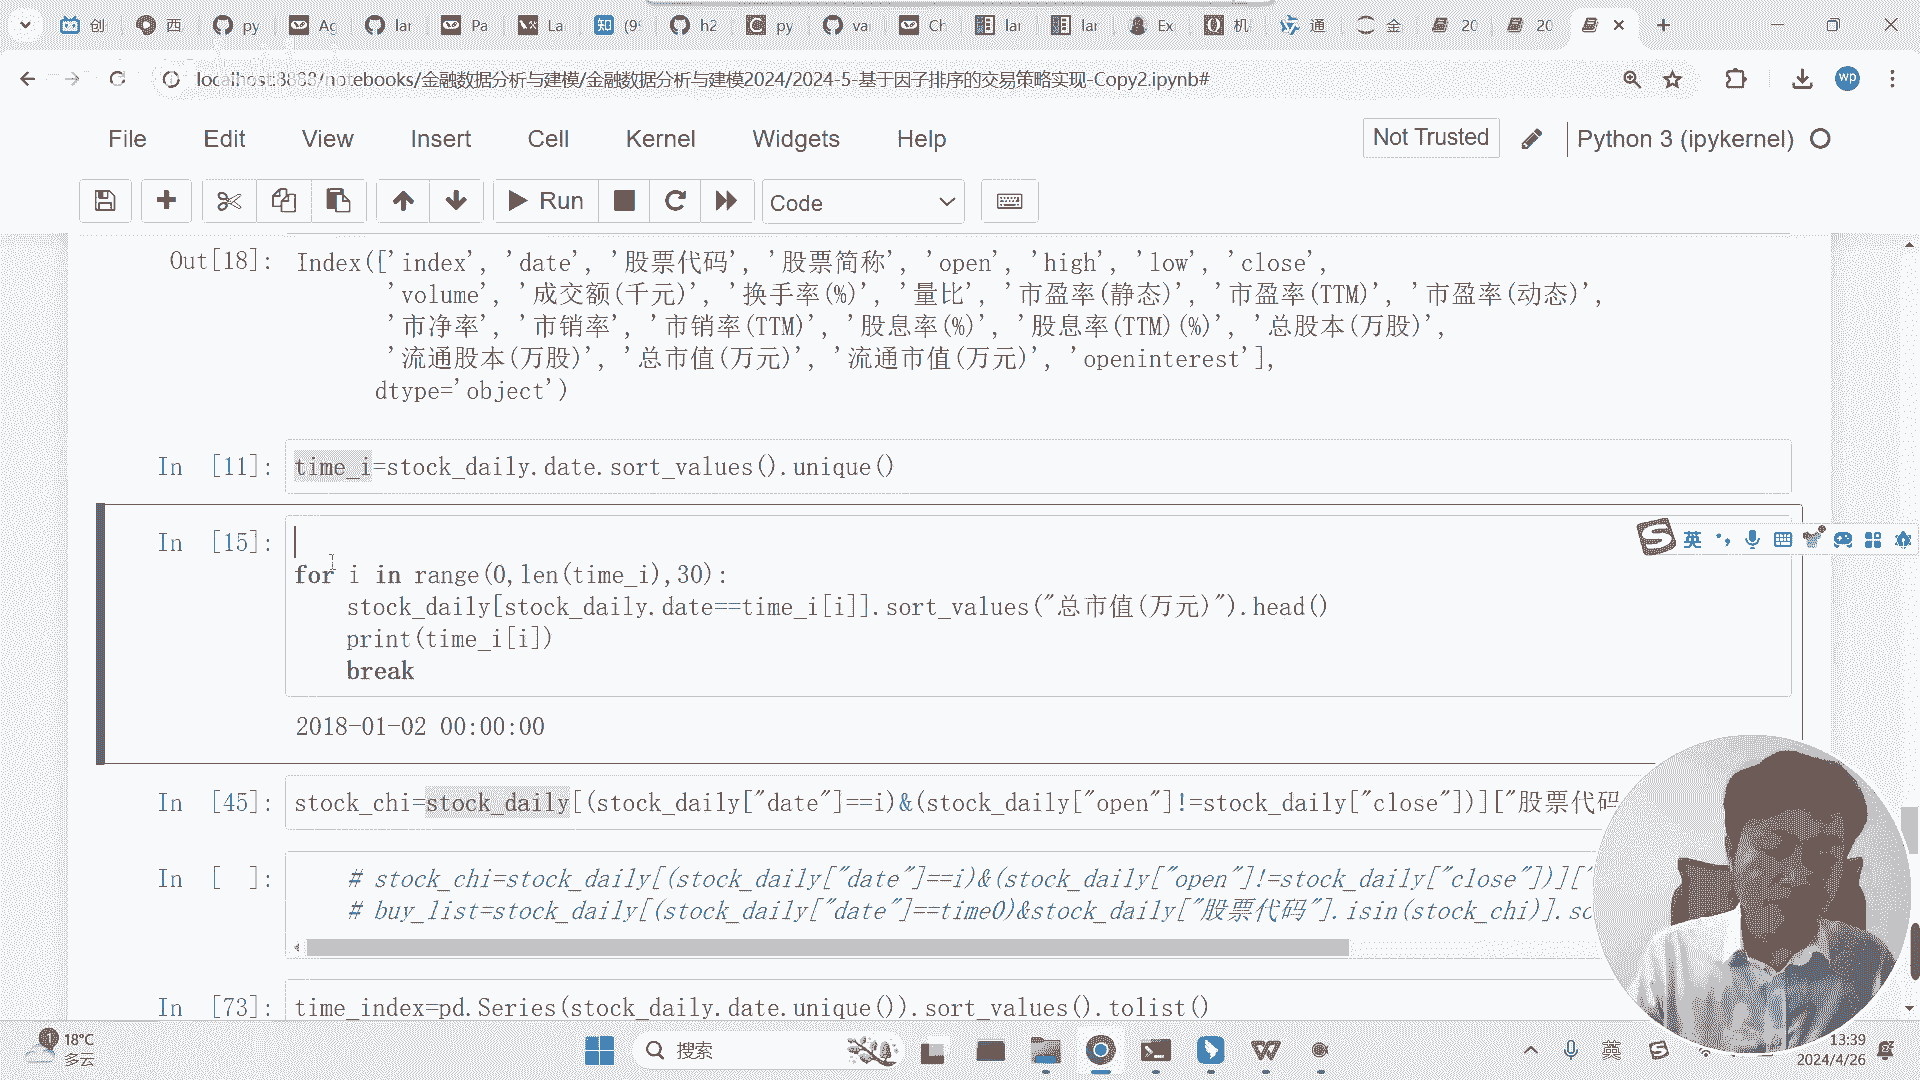 创 西 py Ag lar Pa La 知 (9 h2 py va Ch lar lar Ex 机 通 金 20 20
localhost:8888/notebooks/金融数据分析与建模/金融数据分析与建模2024/2024-5-基于因子排序的交易策略实现-Copy2.ipynb#
wp
File Edit View Insert Cell Kernel Widgets Help
Not Trusted
Python 3 (ipykernel)
Run
Code
Out[18]: Index(['index', 'date', '股票代码', '股票简称', 'open', 'high', 'low', 'close',
'volume', '成交额(千元)', '换手率(%)', '量比', '市盈率(静态)', '市盈率(TTM)', '市盈率(动态)',
'市净率', '市销率', '市销率(TTM)', '股息率(%)', '股息率(TTM)(%)', '总股本(万股)',
'流通股本(万股)', '总市值(万元)', '流通市值(万元)', 'openinterest'],
dtype='object')
In [11]: time_i=stock_daily.date.sort_values().unique()
In [15]:
for i in range(0,len(time_i),30):
stock_daily[stock_daily.date==time_i[i]].sort_values("总市值(万元)").head()
print(time_i[i])
break
2018-01-02 00:00:00
英
In [45]: stock_chi=stock_daily[(stock_daily["date"]==i)&(stock_daily["open"]!=stock_daily["close"])]["股票代码
In [ ]: # stock_chi=stock_daily[(stock_daily["date"]==i)&(stock_daily["open"]!=stock_daily["close"])]["
# buy_list=stock_daily[(stock_daily["date"]==time0)&stock_daily["股票代码"].isin(stock_chi)].sc
In [73]: time_index=pd.Series(stock_daily.date.unique()).sort_values().tolist()
1
18°C
多云
搜索
英
13:39
2024/4/26